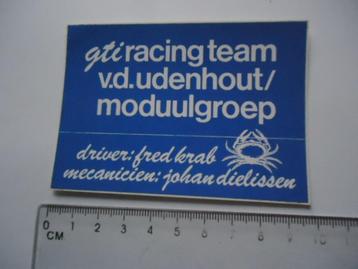 gti racing team
v.d. udenhout/
moduulgroep
driver: fred krab
mecanicien: johan dielissen
0 1 2 3 4 5 6 7 8 9 10
CM